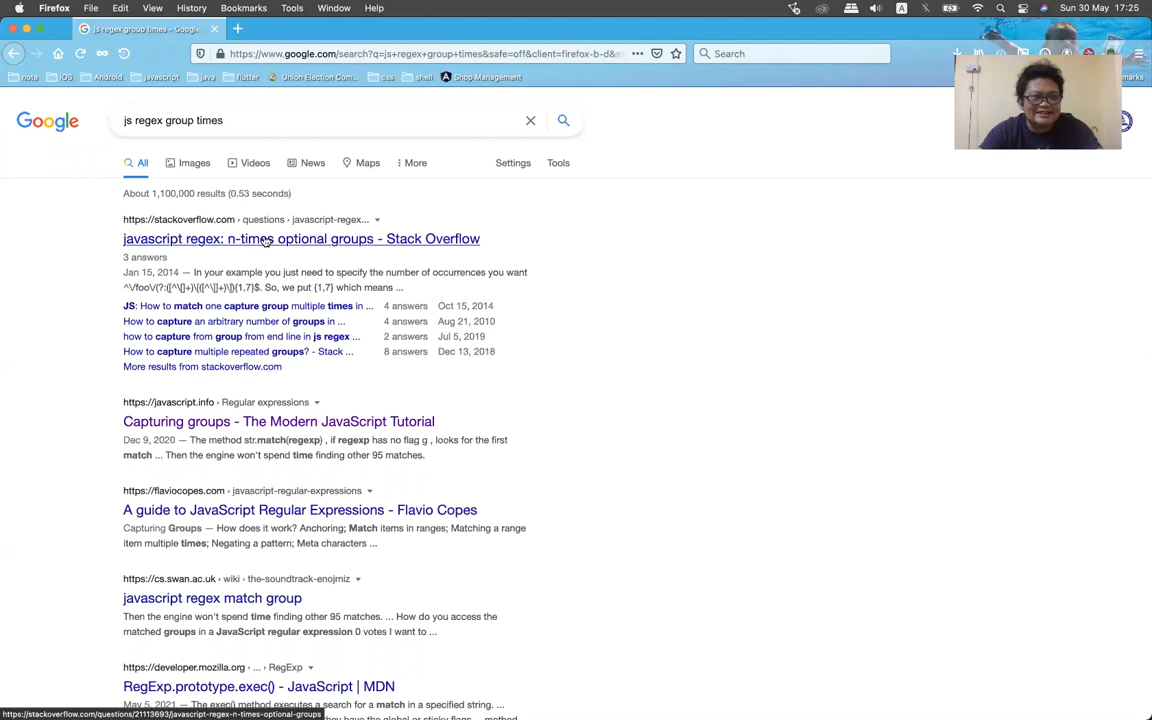 Firefox File Edit View History Bookmarks Tools Window Help Sun 30 May 17:25
js regex group times - Google
https://www.google.com/search?q=js+regex+group+times&safe=off&client=firefox-b-d& Search
note iOS Android javascript java flutter Union Election Com... css shell Shop Management
Google js regex group times
All Images Videos News Maps More Settings Tools
About 1,100,000 results (0.53 seconds)
https://stackoverflow.com › questions › javascript-regex...
javascript regex: n-times optional groups - Stack Overflow
3 answers
Jan 15, 2014 — In your example you just need to specify the number of occurrences you want
^\/foo\/(?:([^\[]+)\[([^\]]+)\]){1,7}$. So, we put {1,7} which means ...
JS: How to match one capture group multiple times in ... 4 answers Oct 15, 2014
How to capture an arbitrary number of groups in ... 4 answers Aug 21, 2010
how to capture from group from end line in js regex ... 2 answers Jul 5, 2019
How to capture multiple repeated groups? - Stack ... 8 answers Dec 13, 2018
More results from stackoverflow.com
https://javascript.info › Regular expressions
Capturing groups - The Modern JavaScript Tutorial
Dec 9, 2020 — The method str.match(regexp) , if regexp has no flag g , looks for the first
match ... Then the engine won't spend time finding other 95 matches.
https://flaviocopes.com › javascript-regular-expressions
A guide to JavaScript Regular Expressions - Flavio Copes
Capturing Groups — How does it work? Anchoring; Match items in ranges; Matching a range
item multiple times; Negating a pattern; Meta characters ...
https://cs.swan.ac.uk › wiki › the-soundtrack-enojmiz
javascript regex match group
Then the engine won't spend time finding other 95 matches. ... How do you access the
matched groups in a JavaScript regular expression 0 votes I want to ...
https://developer.mozilla.org › ... › RegExp
RegExp.prototype.exec() - JavaScript | MDN
May 5, 2021 — The exec() method executes a search for a match in a specified string. ...
https://stackoverflow.com/questions/21113693/javascript-regex-n-times-optional-groups